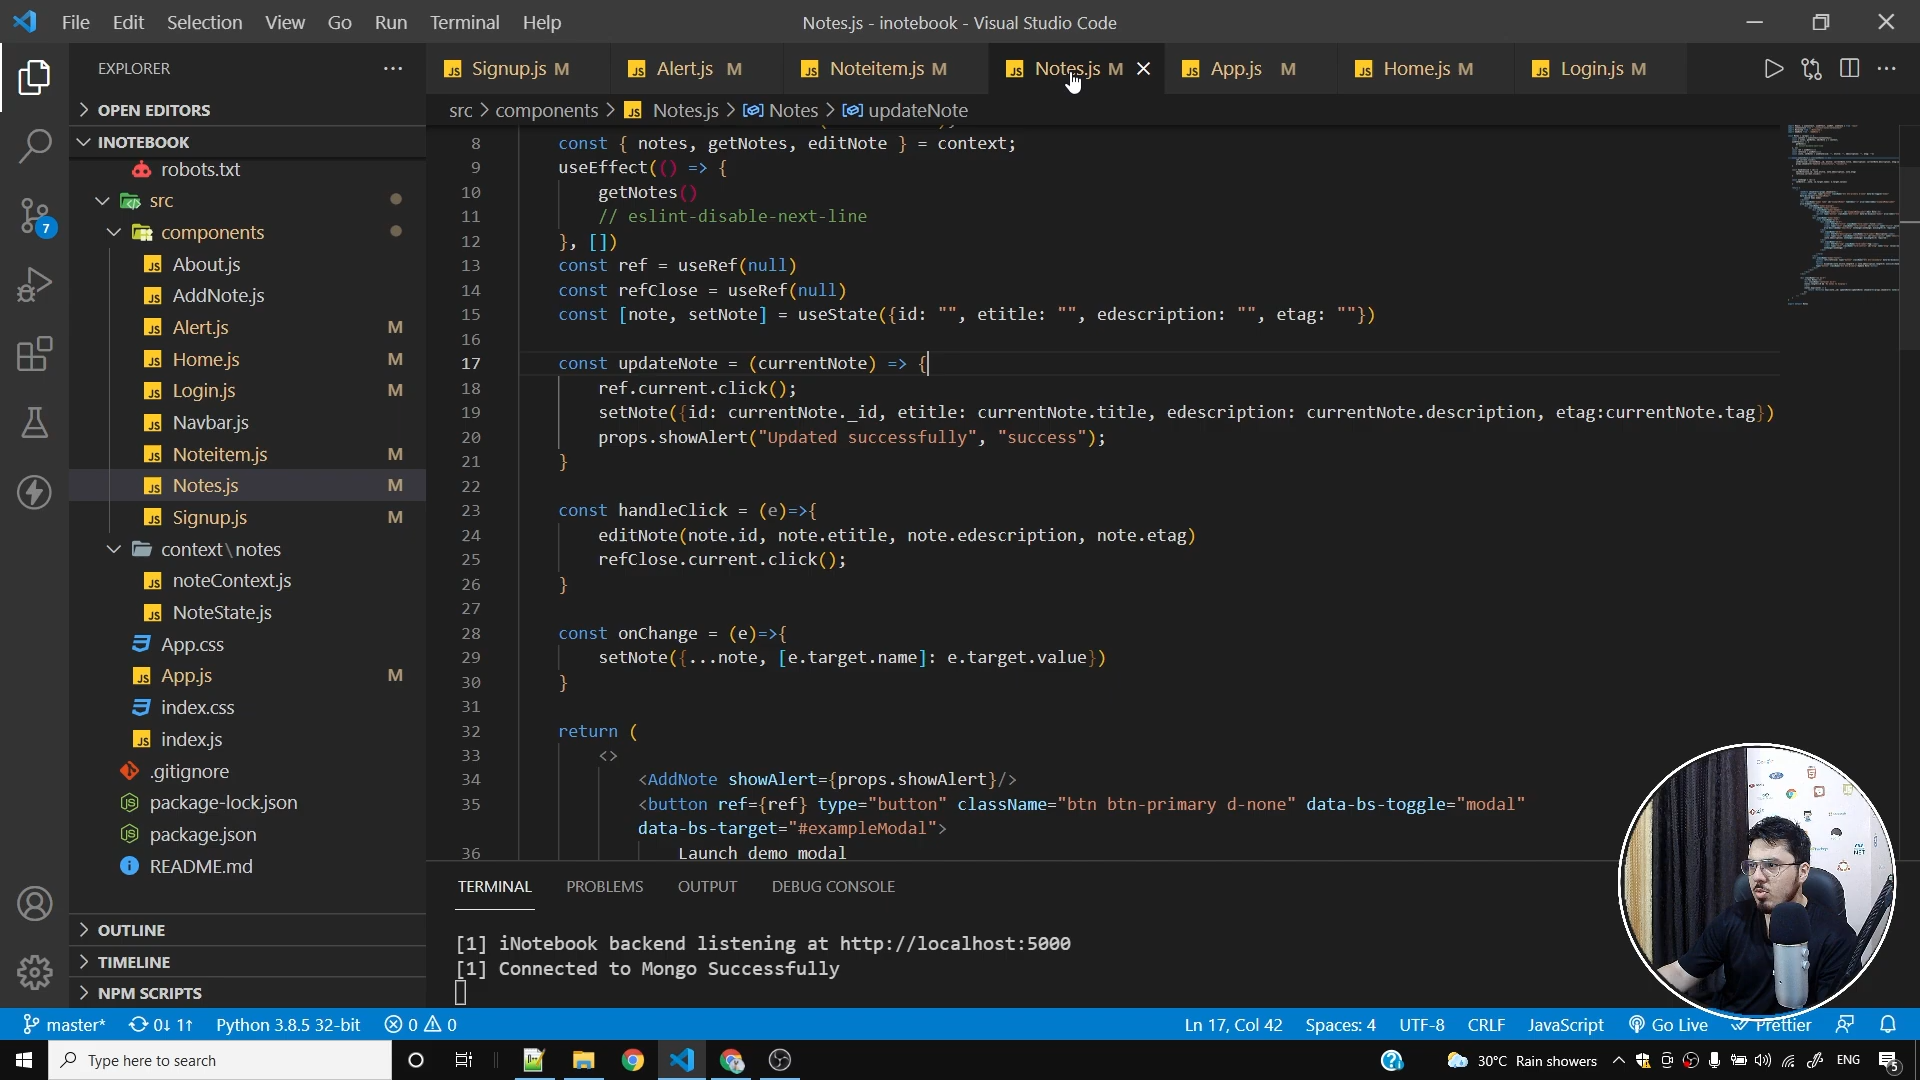 File Edit Selection View Go Run Terminal Help
Notes.js - inotebook - Visual Studio Code
EXPLORER
Signup.js M
Alert.js M
Noteitem.js M
Notes.js M
App.js M
Home.js M
Login.js M
OPEN EDITORS
src > components > Notes.js > Notes > updateNote
INOTEBOOK
robots.txt
src
components
About.js
AddNote.js
Alert.js M
Home.js M
Login.js M
Navbar.js
Noteitem.js M
Notes.js M
Signup.js M
context\notes
noteContext.js
NoteState.js
App.css
App.js M
index.css
index.js
.gitignore
package-lock.json
package.json
README.md
OUTLINE
TIMELINE
NPM SCRIPTS
7
8 const { notes, getNotes, editNote } = context;
9 useEffect(() => {
10 getNotes()
11 // eslint-disable-next-line
12 }, [])
13 const ref = useRef(null)
14 const refClose = useRef(null)
15 const [note, setNote] = useState({id: "", etitle: "", edescription: "", etag: ""})
16
17 const updateNote = (currentNote) => {
18 ref.current.click();
19 setNote({id: currentNote._id, etitle: currentNote.title, edescription: currentNote.description, etag:currentNote.tag})
20 props.showAlert("Updated successfully", "success");
21 }
22
23 const handleClick = (e)=>{
24 editNote(note.id, note.etitle, note.edescription, note.etag)
25 refClose.current.click();
26 }
27
28 const onChange = (e)=>{
29 setNote({...note, [e.target.name]: e.target.value})
30 }
31
32 return (
33 <>
34 <AddNote showAlert={props.showAlert}/>
35 <button ref={ref} type="button" className="btn btn-primary d-none" data-bs-toggle="modal"
data-bs-target="#exampleModal">
36 Launch demo modal
TERMINAL PROBLEMS OUTPUT DEBUG CONSOLE
[1] iNotebook backend listening at http://localhost:5000
[1] Connected to Mongo Successfully
master* 0↓ 1↑ Python 3.8.5 32-bit 0 0
Ln 17, Col 42 Spaces: 4 UTF-8 CRLF JavaScript Go Live Prettier
Type here to search
30°C Rain showers ENG 5